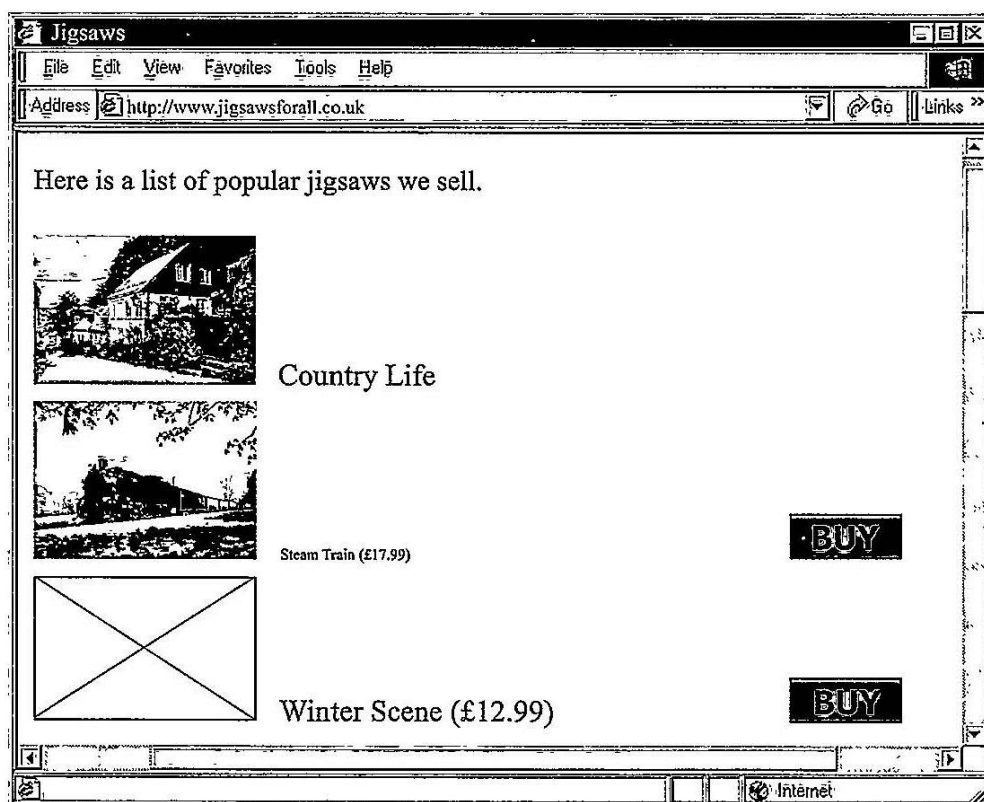 Jigsaws
File Edit View Favorites Tools Help
Address http://www.jigsawsforall.co.uk Go Links »
Here is a list of popular jigsaws we sell.
Country Life
Steam Train (£17.99) BUY
Winter Scene (£12.99) BUY
Internet